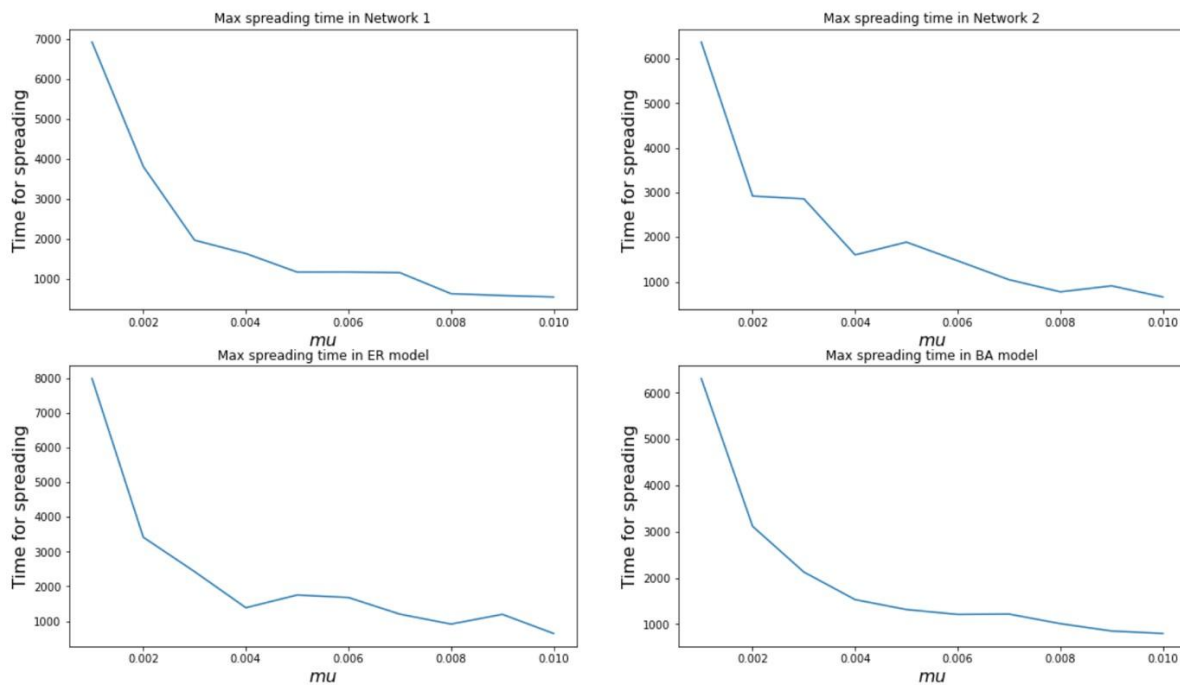 Max spreading time in Network 1
Time for spreading
7000
6000
5000
4000
3000
2000
1000
0.002 0.004 0.006 0.008 0.010
mu
Max spreading time in Network 2
Time for spreading
6000
5000
4000
3000
2000
1000
0.002 0.004 0.006 0.008 0.010
mu
Max spreading time in ER model
Time for spreading
8000
7000
6000
5000
4000
3000
2000
1000
0.002 0.004 0.006 0.008 0.010
mu
Max spreading time in BA model
Time for spreading
6000
5000
4000
3000
2000
1000
0.002 0.004 0.006 0.008 0.010
mu